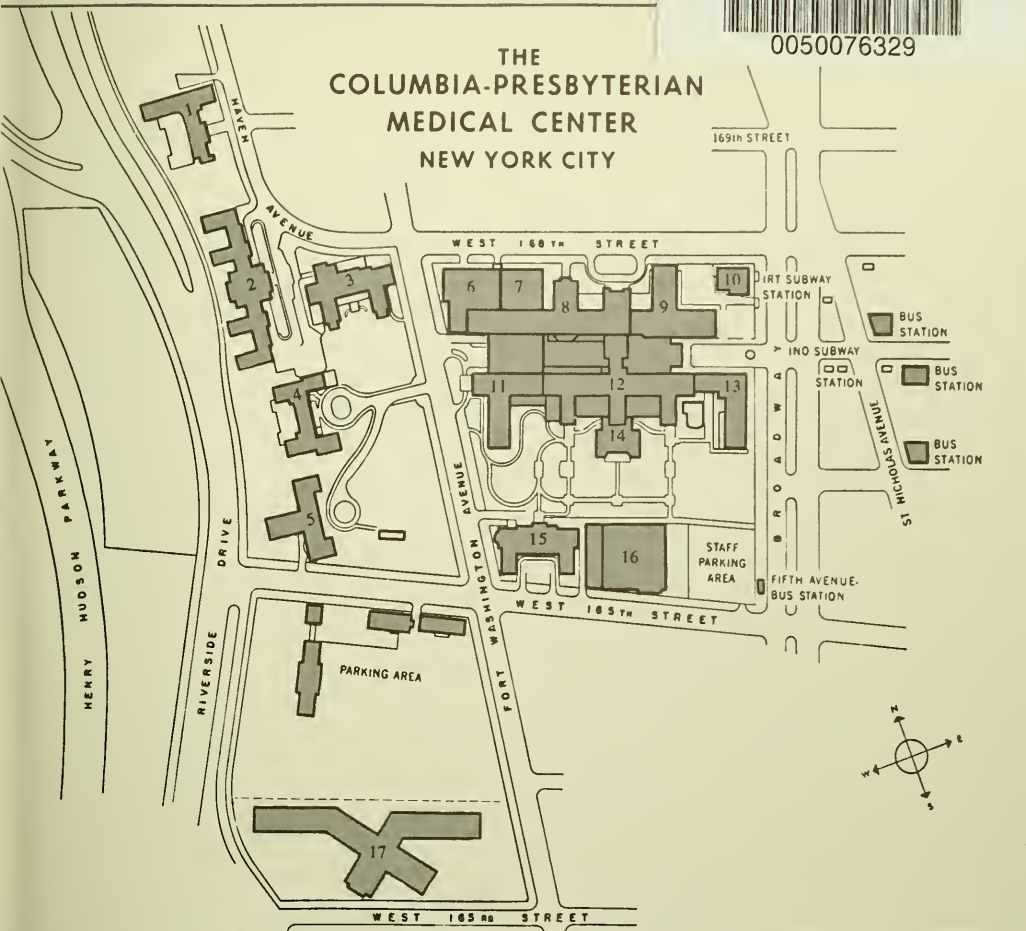 0050076329
THE
COLUMBIA-PRESBYTERIAN
MEDICAL CENTER
NEW YORK CITY
HAVEN
AVENUE
169th STREET
WEST 168TH STREET
1
2
3
4
5
6
7
8
9
10
11
12
13
14
15
16
17
IRT SUBWAY
STATION
BUS
STATION
Y IND SUBWAY
STATION
BUS
STATION
BUS
STATION
BROADWAY
ST NICHOLAS AVENUE
HENRY HUDSON PARKWAY
RIVERSIDE DRIVE
FORT WASHINGTON AVENUE
STAFF
PARKING
AREA
FIFTH AVENUE-
BUS STATION
WEST 165TH STREET
PARKING AREA
N
E
W
S
WEST 165RD STREET